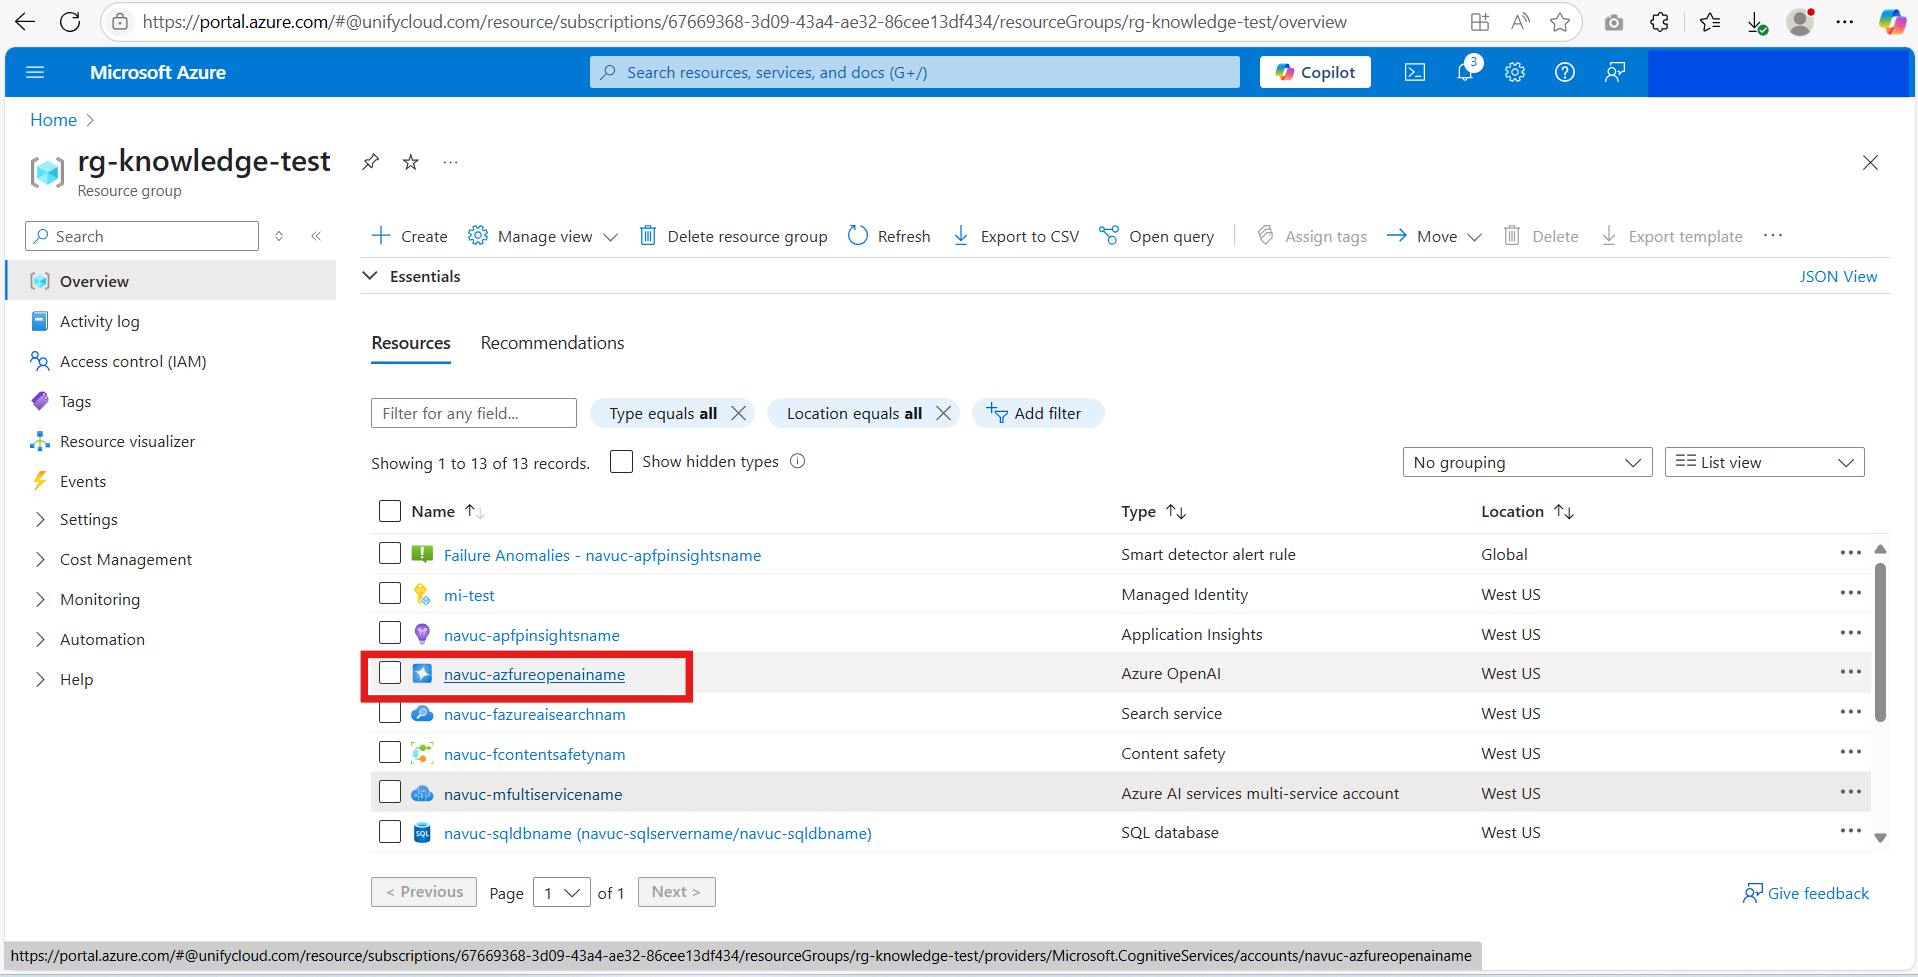 https://portal.azure.com/#@unifycloud.com/resource/subscriptions/67669368-3d09-43a4-ae32-86cee13df434/resourceGroups/rg-knowledge-test/overview
Microsoft Azure
Search resources, services, and docs (G+/)
Copilot
3
Home
rg-knowledge-test
Resource group
Search
Overview
Activity log
Access control (IAM)
Tags
Resource visualizer
Events
Settings
Cost Management
Monitoring
Automation
Help
Create Manage view Delete resource group Refresh Export to CSV Open query Assign tags Move Delete Export template
Essentials JSON View
Resources Recommendations
Filter for any field... Type equals all Location equals all Add filter
Showing 1 to 13 of 13 records. Show hidden types No grouping List view
Name Type Location
Failure Anomalies - navuc-apfpinsightsname Smart detector alert rule Global
mi-test Managed Identity West US
navuc-apfpinsightsname Application Insights West US
navuc-azfureopenainame Azure OpenAI West US
navuc-fazureaisearchnam Search service West US
navuc-fcontentsafetynam Content safety West US
navuc-mfultiservicename Azure AI services multi-service account West US
SQL navuc-sqldbname (navuc-sqlservername/navuc-sqldbname) SQL database West US
< Previous Page 1 of 1 Next > Give feedback
https://portal.azure.com/#@unifycloud.com/resource/subscriptions/67669368-3d09-43a4-ae32-86cee13df434/resourceGroups/rg-knowledge-test/providers/Microsoft.CognitiveServices/accounts/navuc-azfureopenainame